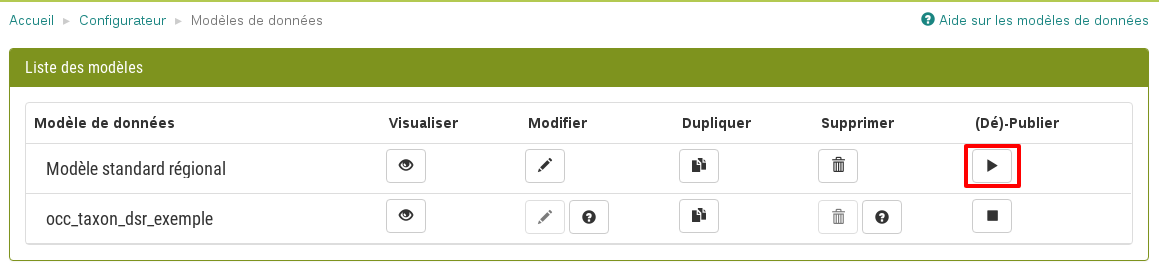 Accueil ▸ Configurateur ▸ Modèles de données
Aide sur les modèles de données
Liste des modèles
Modèle de données Visualiser Modifier Dupliquer Supprimer (Dé)-Publier
Modèle standard régional
occ_taxon_dsr_exemple